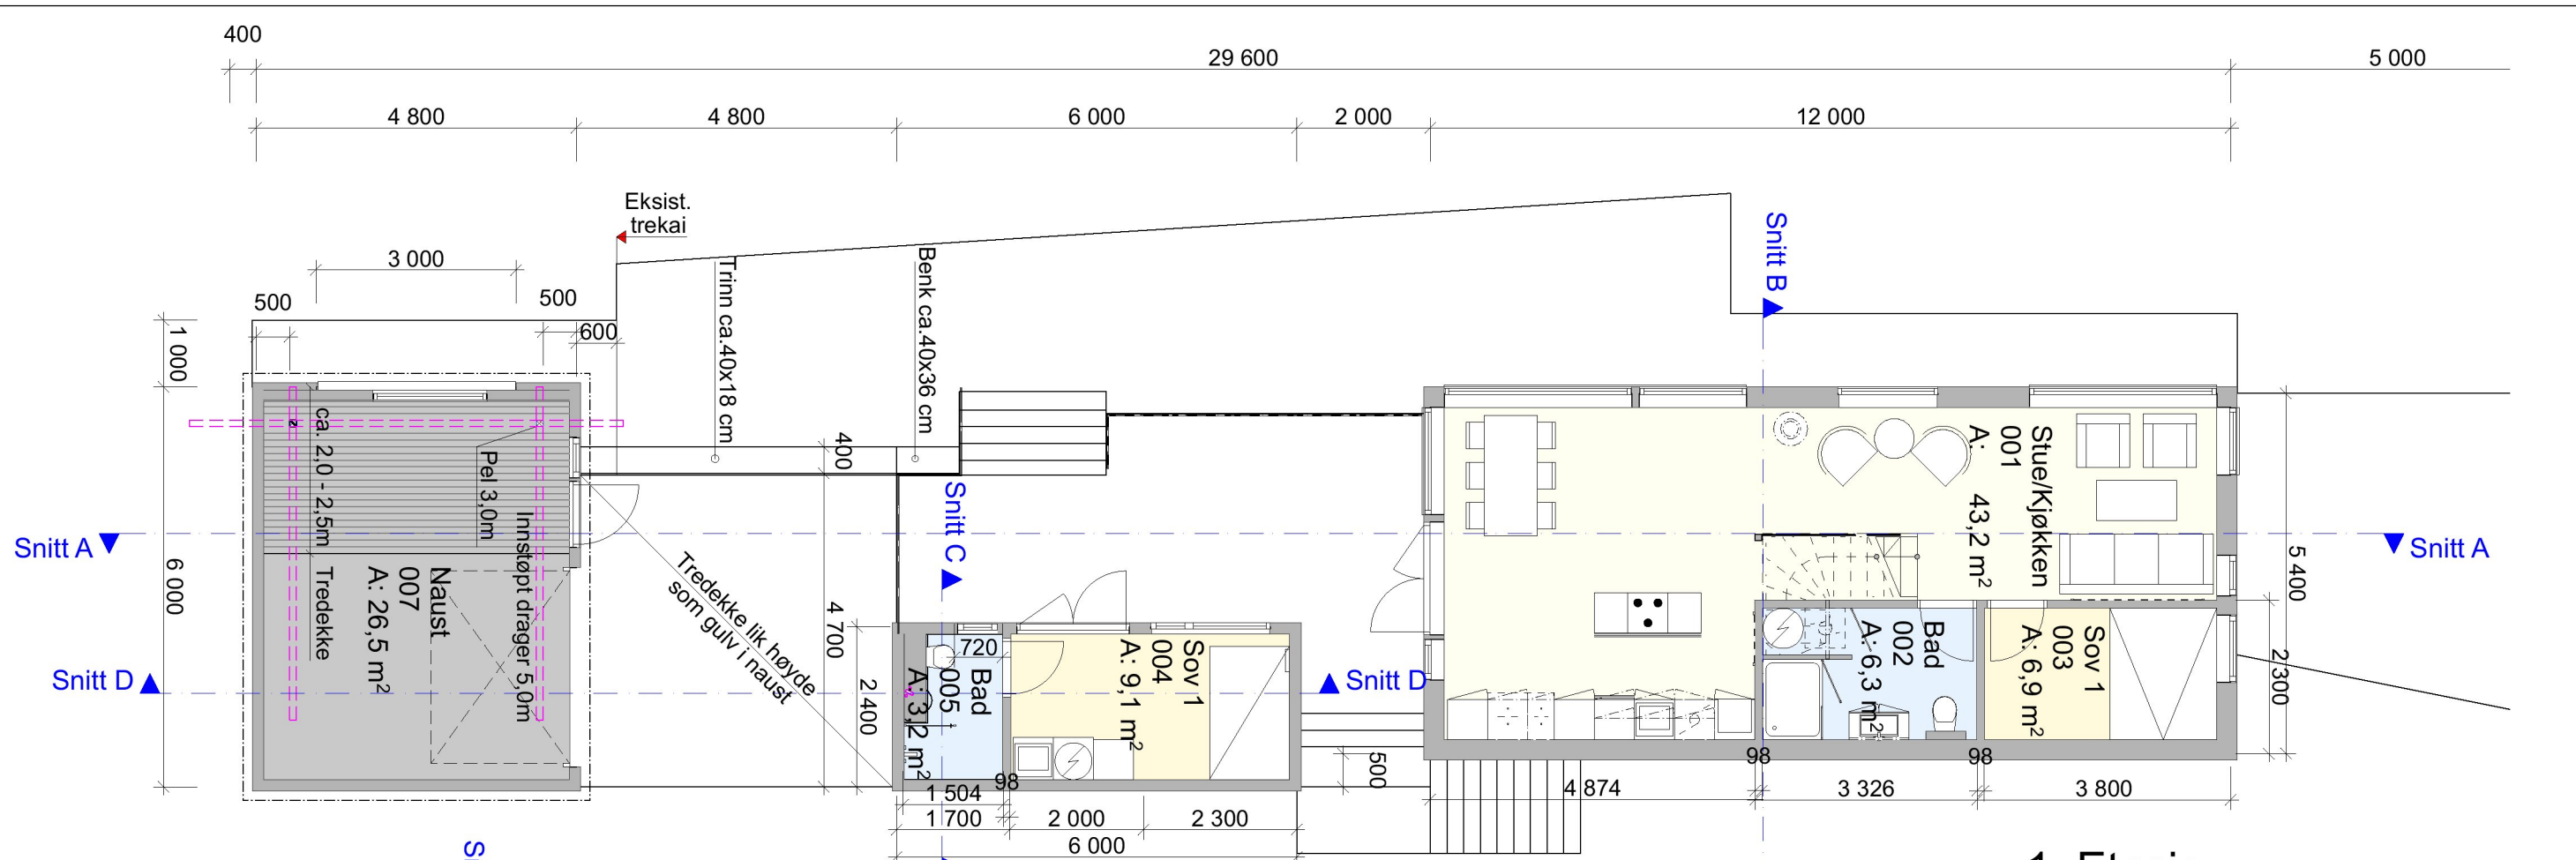 400
29 600
5 000
4 800
4 800
6 000
2 000
12 000
Eksist.
trekai
Snitt B
3 000
500
500
600
1 000
Trinn ca.40x18 cm
Benk ca.40x36 cm
400
ca. 2,0 - 2,5m
Tredekke
Pel 3,0m
Innstøpt drager 5,0m
Naust
007
A: 26,5 m²
6 000
Snitt A
Snitt D
Tredekke lik høyde
som gulv i naust
4 700
2 400
Snitt C
720
Bad
005
A: 3,2 m²
Sov 1
004
A: 9,1 m²
Snitt D
Stue/Kjøkken
001
A: 43,2 m²
Bad
002
A: 6,3 m²
Sov 1
003
A: 6,9 m²
Snitt A
5 400
2 300
500
98
98
98
1 504
1 700
2 000
2 300
6 000
4 874
3 326
3 800